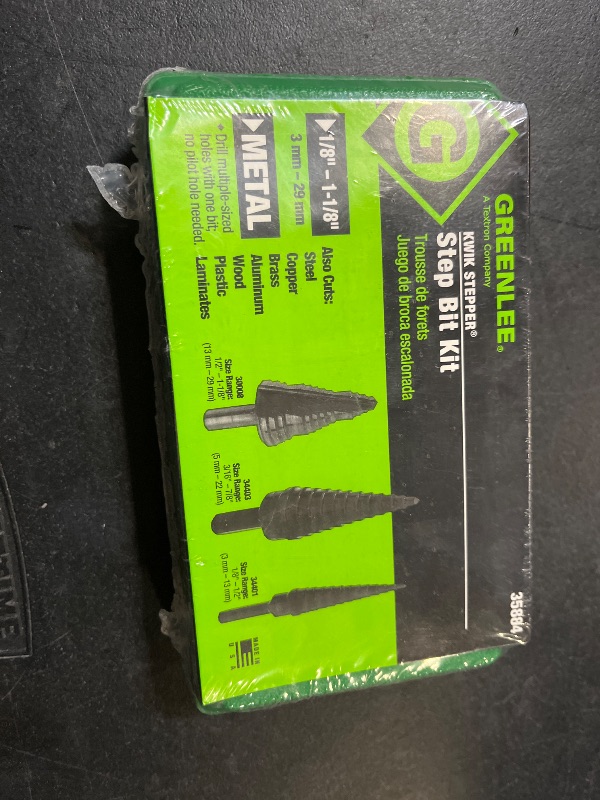 G
GREENLEE®
A Textron Company
KWIK STEPPER®
Step Bit Kit
Trousse de forets
Juego de broca escalonada
35884
1/8" – 1-1/8"
3 mm – 29 mm
METAL
• Drill multiple-sized
holes with one bit;
no pilot hole needed.
Also Cuts:
Steel
Copper
Brass
Aluminum
Wood
Plastic
Laminates
30008
Size Range:
1/2" – 1-1/8"
(13 mm – 29 mm)
34403
Size Range:
3/16" – 7/8"
(5 mm – 22 mm)
34401
Size Range:
1/8" – 1/2"
(3 mm – 13 mm)
MADE IN
U S A